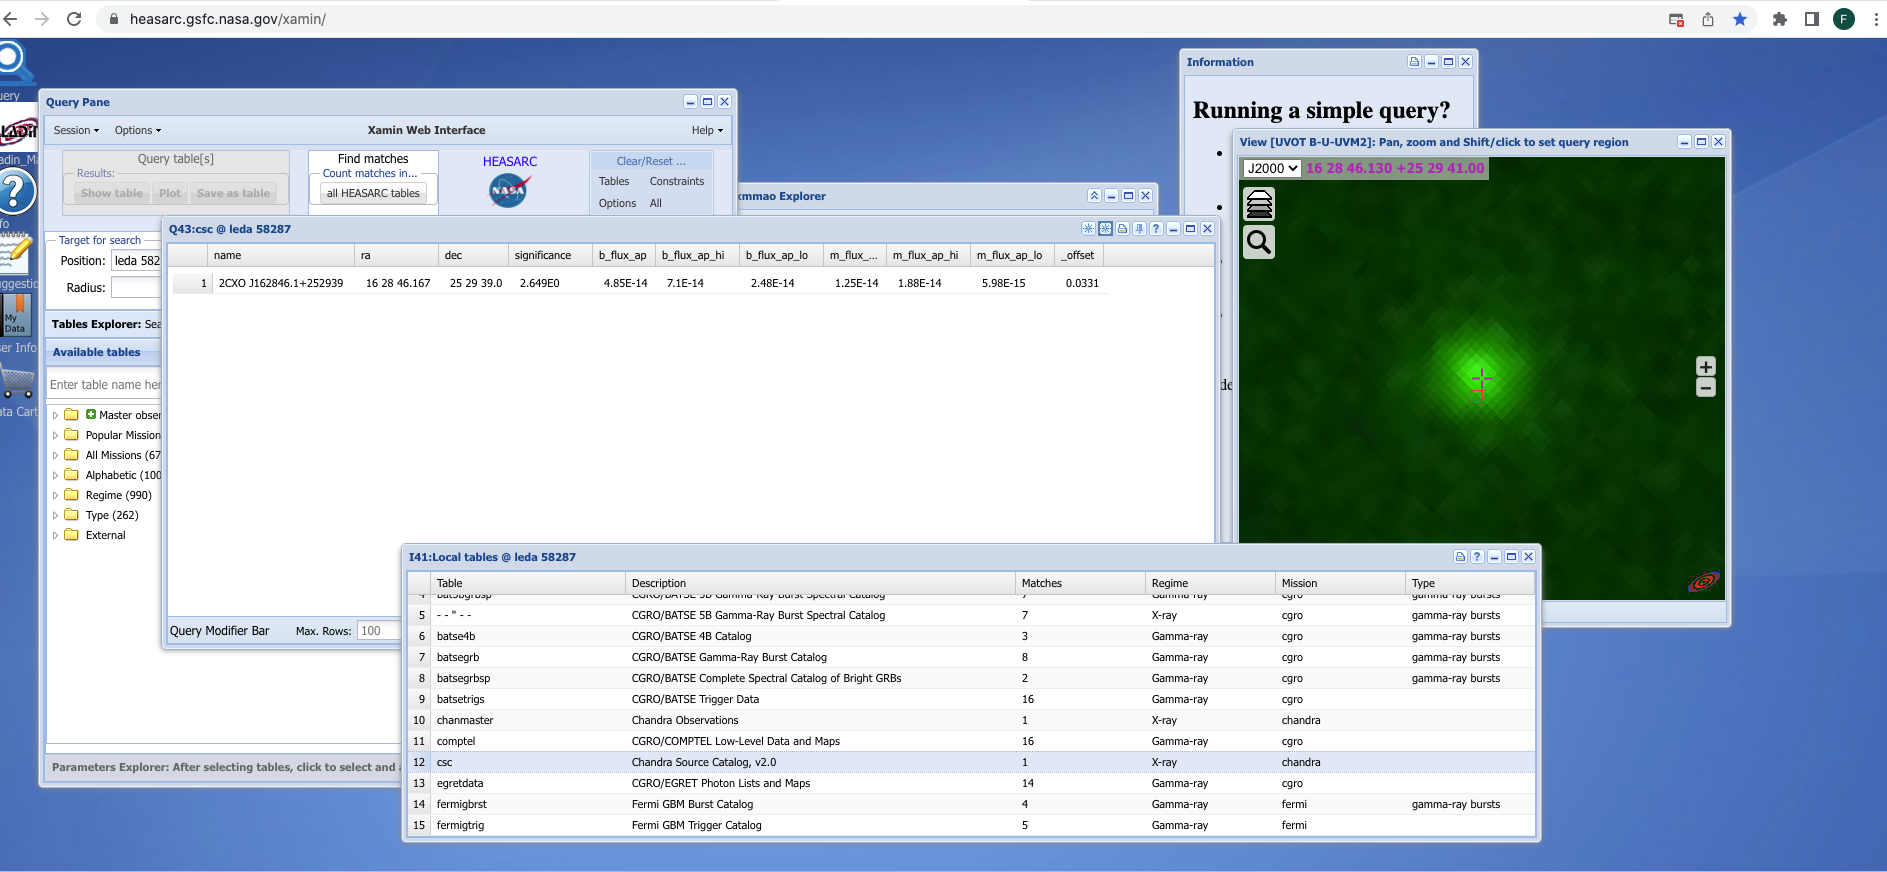 heasarc.gsfc.nasa.gov/xamin/
F
Query Pane
Session Options Xamin Web Interface Help
Query table[s]
Results:
Show table Plot Save as table
Find matches
Count matches in...
all HEASARC tables
HEASARC
NASA
Clear/Reset ...
Tables Constraints
Options All
Target for search
Position: leda 582
Radius:
Tables Explorer: Sea
Available tables
Enter table name her
Master obser
Popular Mission
All Missions (67
Alphabetic (100
Regime (990)
Type (262)
External
Parameters Explorer: After selecting tables, click to select and a
My
Data
ser Info
ata Cart
xmmao Explorer
Information
Running a simple query?
de
View [UVOT B-U-UVM2]: Pan, zoom and Shift/click to set query region
J2000 16 28 46.130 +25 29 41.00
Q43:csc @ leda 58287
name ra dec significance b_flux_ap b_flux_ap_hi b_flux_ap_lo m_flux_... m_flux_ap_hi m_flux_ap_lo _offset
1 2CXO J162846.1+252939 16 28 46.167 25 29 39.0 2.649E0 4.85E-14 7.1E-14 2.48E-14 1.25E-14 1.88E-14 5.98E-15 0.0331
Query Modifier Bar Max. Rows: 100
I41:Local tables @ leda 58287
Table Description Matches Regime Mission Type
4 batse5bgrbsp CGRO/BATSE 5B Gamma-Ray Burst Spectral Catalog 7 Gamma-ray cgro gamma-ray bursts
5 - - " - - CGRO/BATSE 5B Gamma-Ray Burst Spectral Catalog 7 X-ray cgro gamma-ray bursts
6 batse4b CGRO/BATSE 4B Catalog 3 Gamma-ray cgro gamma-ray bursts
7 batsegrb CGRO/BATSE Gamma-Ray Burst Catalog 8 Gamma-ray cgro gamma-ray bursts
8 batsegrbsp CGRO/BATSE Complete Spectral Catalog of Bright GRBs 2 Gamma-ray cgro gamma-ray bursts
9 batsetrigs CGRO/BATSE Trigger Data 16 Gamma-ray cgro
10 chanmaster Chandra Observations 1 X-ray chandra
11 comptel CGRO/COMPTEL Low-Level Data and Maps 16 Gamma-ray cgro
12 csc Chandra Source Catalog, v2.0 1 X-ray chandra
13 egretdata CGRO/EGRET Photon Lists and Maps 14 Gamma-ray cgro
14 fermigbrst Fermi GBM Burst Catalog 4 Gamma-ray fermi gamma-ray bursts
15 fermigtrig Fermi GBM Trigger Catalog 5 Gamma-ray fermi